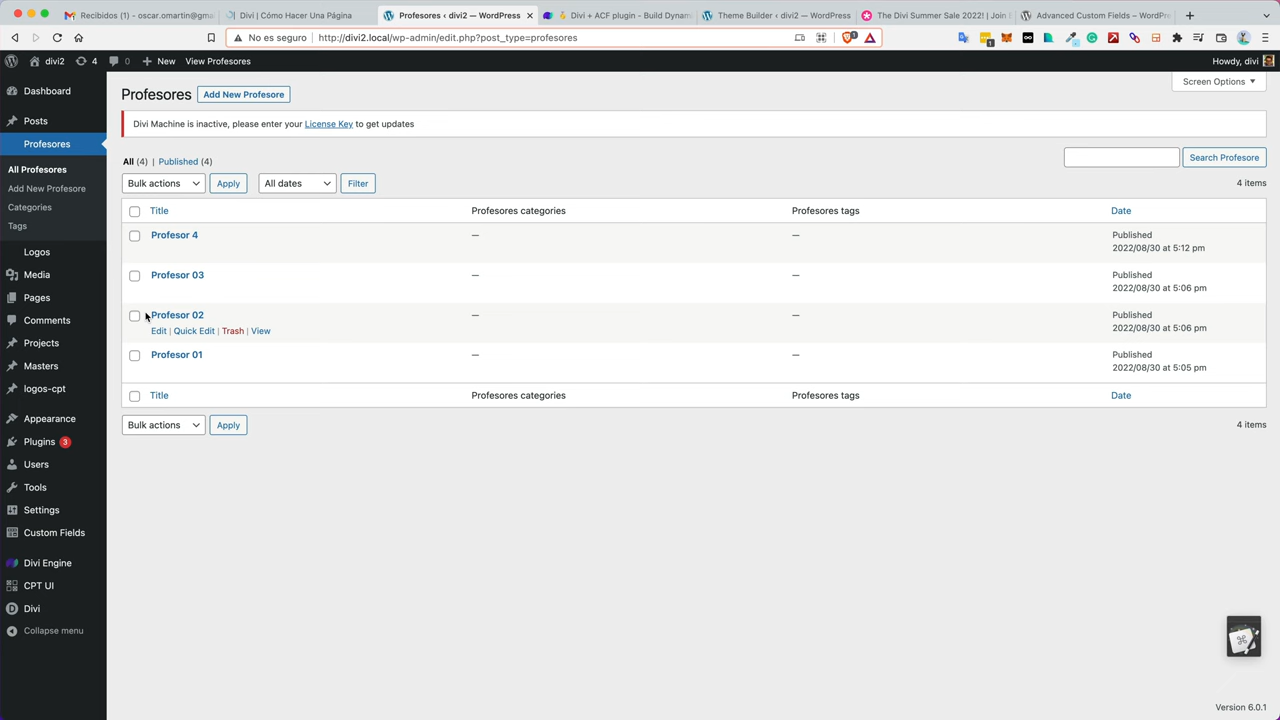 Recibidos (1) - oscar.omartin@gma
Divi | Cómo Hacer Una Página
Profesores ‹ divi2 — WordPress
Divi + ACF plugin - Build Dynam
Theme Builder ‹ divi2 — WordPre
The Divi Summer Sale 2022! | Join
Advanced Custom Fields – WordPre
No es seguro
http://divi2.local/wp-admin/edit.php?post_type=profesores
divi2
4
0
New
View Profesores
Howdy, divi
Screen Options
Dashboard
Posts
Profesores
All Profesores
Add New Profesore
Categories
Tags
Logos
Media
Pages
Comments
Projects
Masters
logos-cpt
Appearance
Plugins 3
Users
Tools
Settings
Custom Fields
Divi Engine
CPT UI
Divi
Collapse menu
Profesores
Add New Profesore
Divi Machine is inactive, please enter your License Key to get updates
All (4) | Published (4)
Search Profesore
Bulk actions
Apply
All dates
Filter
4 items
Title
Profesores categories
Profesores tags
Date
Profesor 4
—
—
Published
2022/08/30 at 5:12 pm
Profesor 03
—
—
Published
2022/08/30 at 5:06 pm
Profesor 02
Edit | Quick Edit | Trash | View
—
—
Published
2022/08/30 at 5:06 pm
Profesor 01
—
—
Published
2022/08/30 at 5:05 pm
Title
Profesores categories
Profesores tags
Date
Bulk actions
Apply
4 items
Version 6.0.1